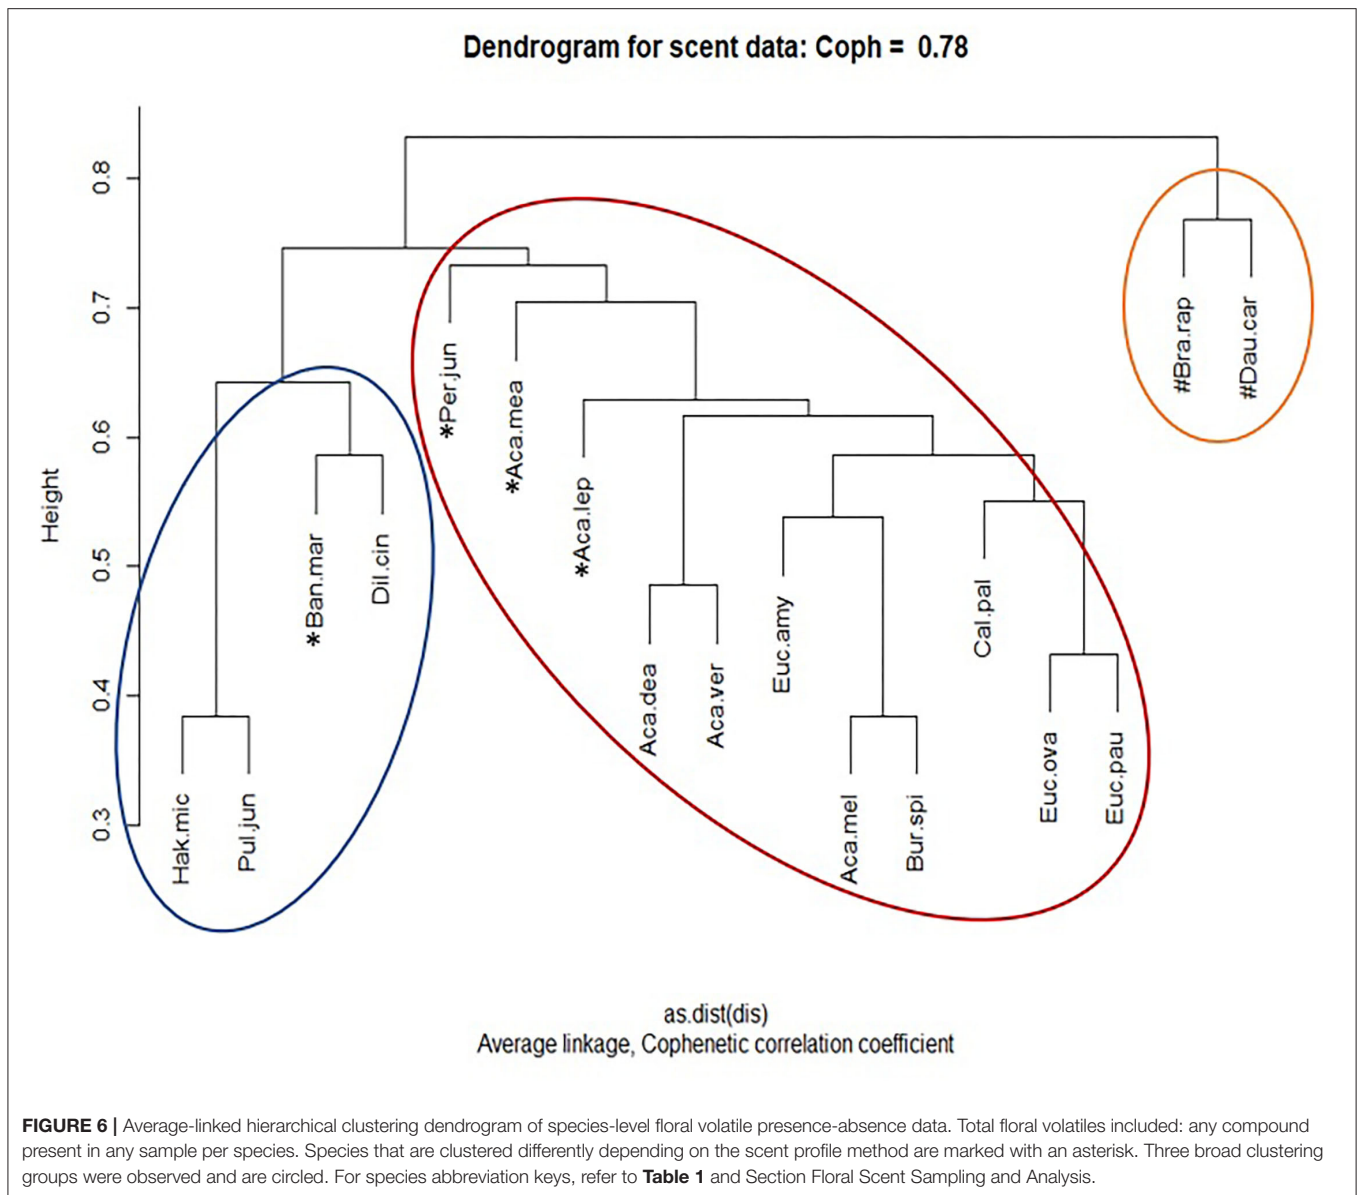 Dendrogram for scent data: Coph = 0.78
Height
0.8
0.7
0.6
0.5
0.4
0.3
Hak.mic
Pul.jun
*Ban.mar
Dil.cin
*Per.jun
*Aca.mea
*Aca.lep
Aca.dea
Aca.ver
Euc.amy
Aca.mel
Bur.spi
Cal.pal
Euc.ova
Euc.pau
#Bra.rap
#Dau.car
as.dist(dis)
Average linkage, Cophenetic correlation coefficient
FIGURE 6 | Average-linked hierarchical clustering dendrogram of species-level floral volatile presence-absence data. Total floral volatiles included: any compound
present in any sample per species. Species that are clustered differently depending on the scent profile method are marked with an asterisk. Three broad clustering
groups were observed and are circled. For species abbreviation keys, refer to Table 1 and Section Floral Scent Sampling and Analysis.